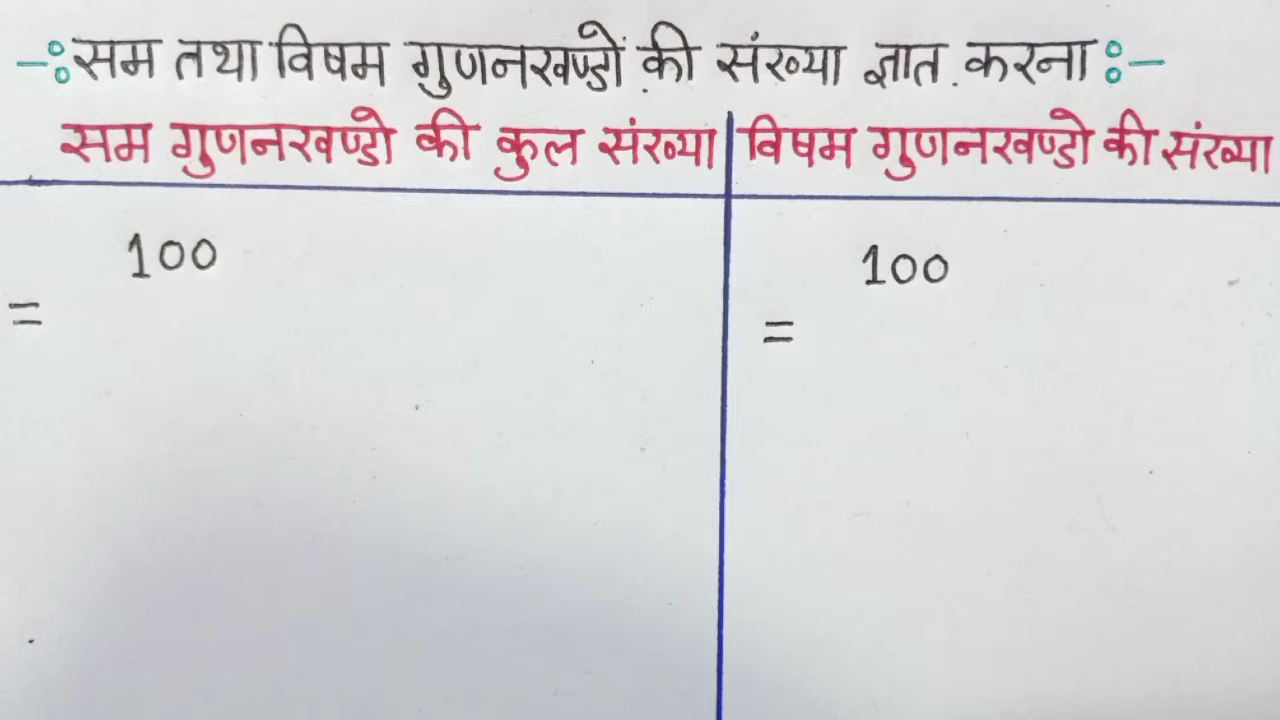 -:सम तथा विषम गुणनखण्डों की संख्या ज्ञात करना:-
सम गुणनखण्डो की कुल संख्या
विषम गुणनखण्डो की संख्या
100
=
100
=